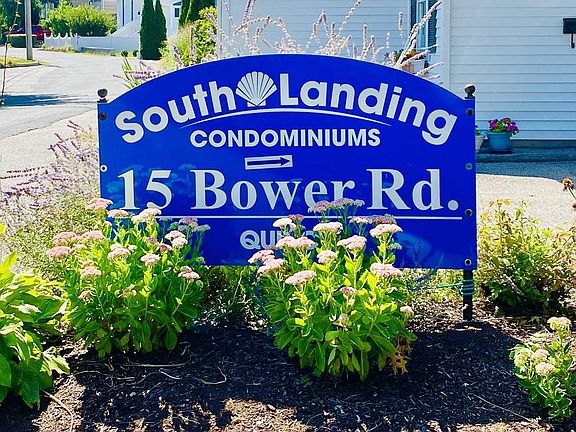 South Landing
CONDOMINIUMS
15 Bower Rd.